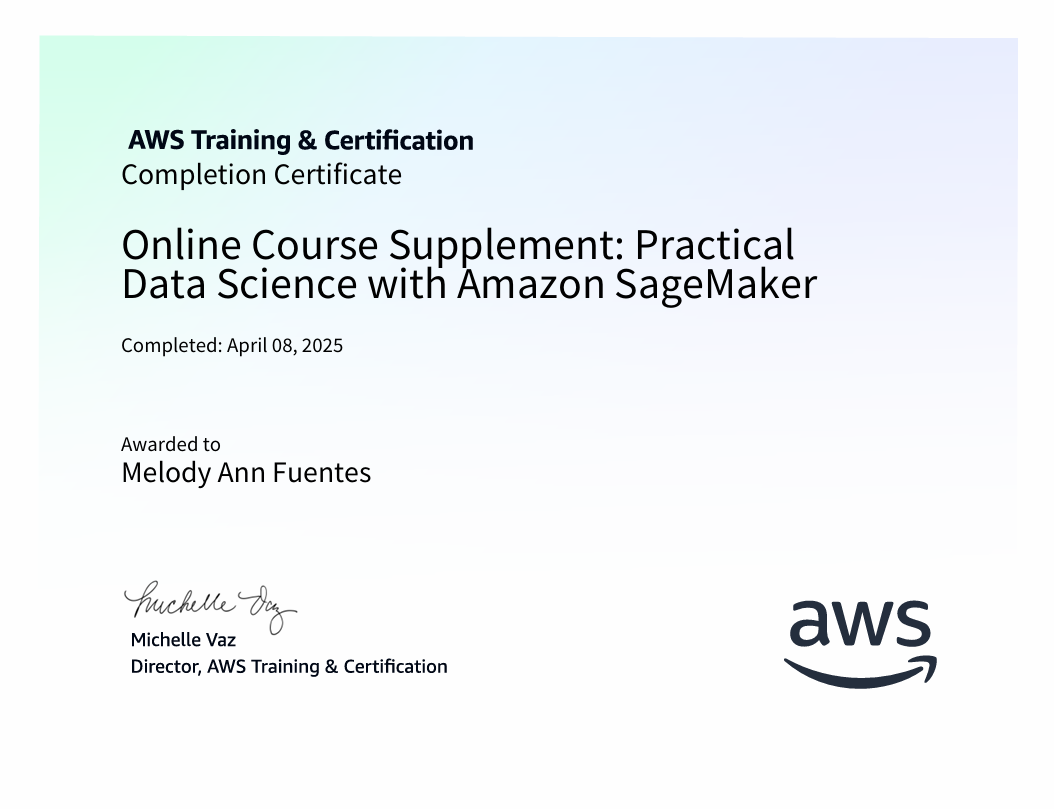 AWS Training & Certification
Completion Certificate
Online Course Supplement: Practical
Data Science with Amazon SageMaker
Completed: April 08, 2025
Awarded to
Melody Ann Fuentes
Michelle Vaz
Michelle Vaz
Director, AWS Training & Certification
aws